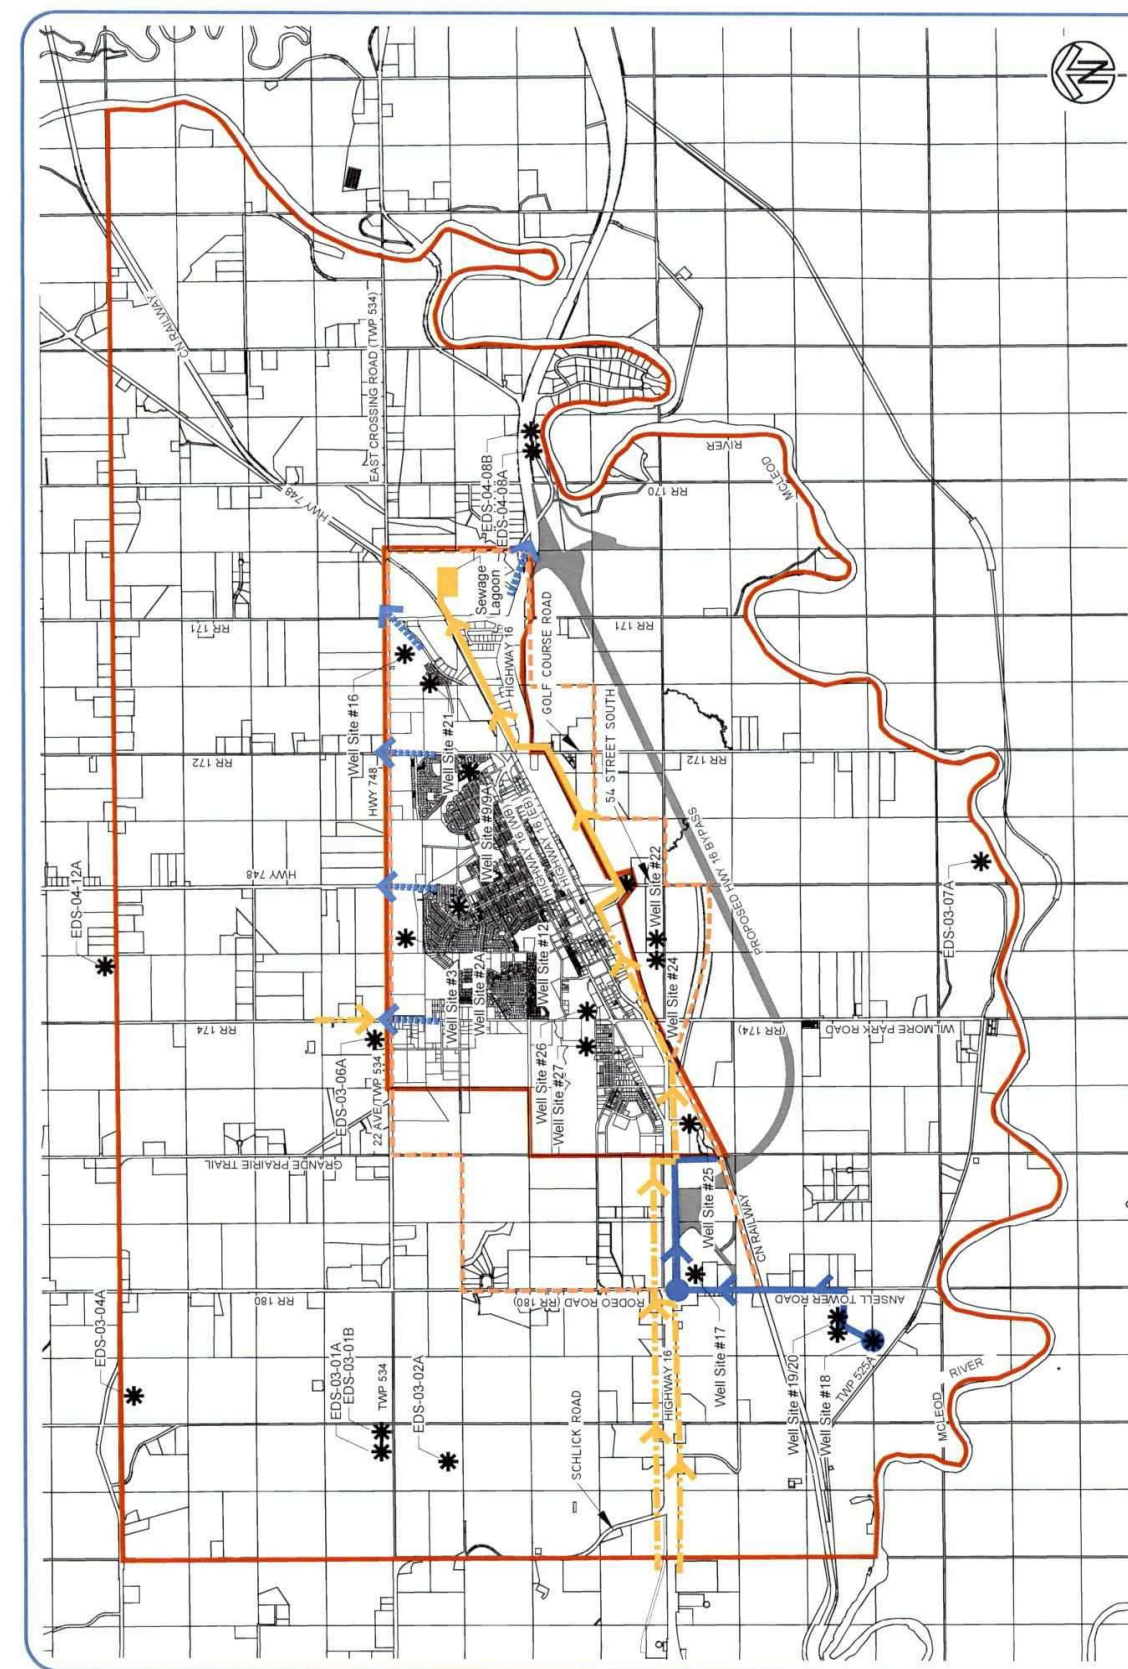 N
CN RAILWAY
EAST CROSSING ROAD (TWP 534)
HWY 748
EDS-04-08B
EDS-04-08A
RIVER
MCLEOD
RR 170
Sewage
Lagoon
RR 171
RR 171
HIGHWAY 16
GOLF COURSE ROAD
Well Site #16
Well Site #21
54 STREET SOUTH
RR 172
HWY 748
RR 172
Well Site #9/9A
HIGHWAY 16 (WB)
HIGHWAY 16 (EB)
EDS-04-12A
HWY 748
Well Site #22
PROPOSED HWY 16 BYPASS
EDS-03-07A
Well Site #3
Well Site #2A
Well Site #12
Well Site #24
RR 174
(RR 174)
WILMORE PARK ROAD
EDS-03-06A
22 AVE/TWP 534
Well Site #26
Well Site #27
GRANDE PRAIRIE TRAIL
Well Site #25
CN RAILWAY
EDS-03-04A
RR 180
RODEO ROAD (RR 180)
ANSELL TOWER ROAD
EDS-03-01A
EDS-03-01B
TWP 534
EDS-03-02A
HIGHWAY 16
Well Site #17
Well Site #19/20
Well Site #18
TWP 525A
MCLEOD
RIVER
SCHLICK ROAD